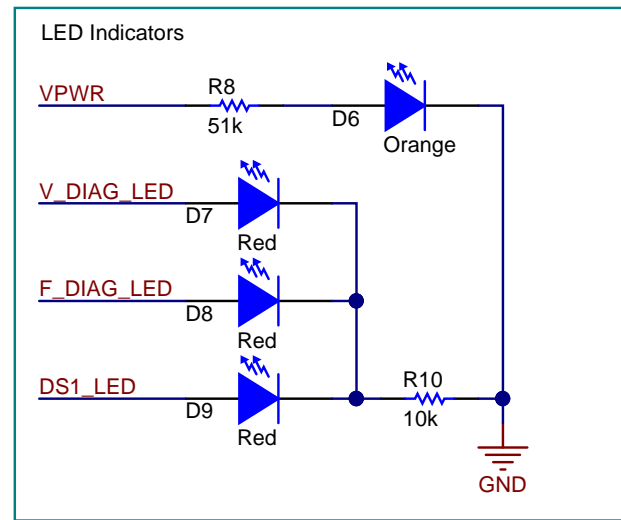 LED Indicators
VPWR
R8
51k
D6
Orange
V_DIAG_LED
D7
Red
F_DIAG_LED
D8
Red
DS1_LED
D9
Red
R10
10k
GND